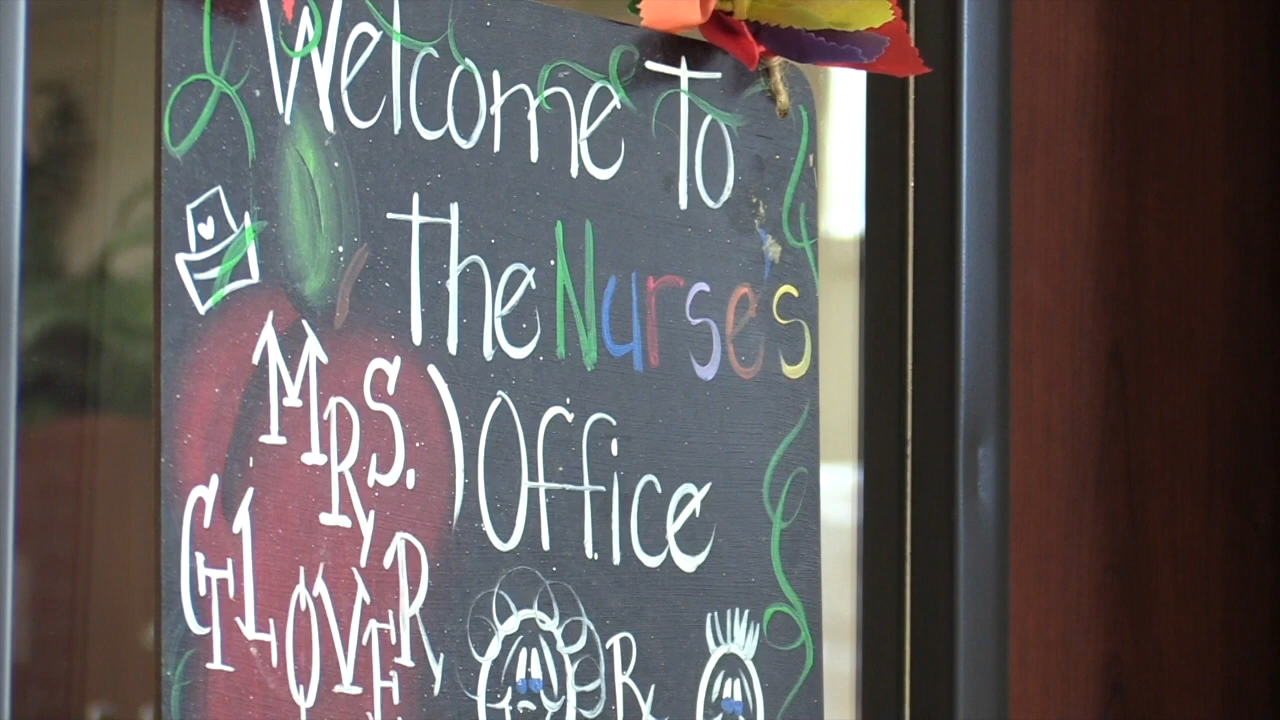 Welcome To
The Nurse's
MRS.
Office
GLOVER,
R